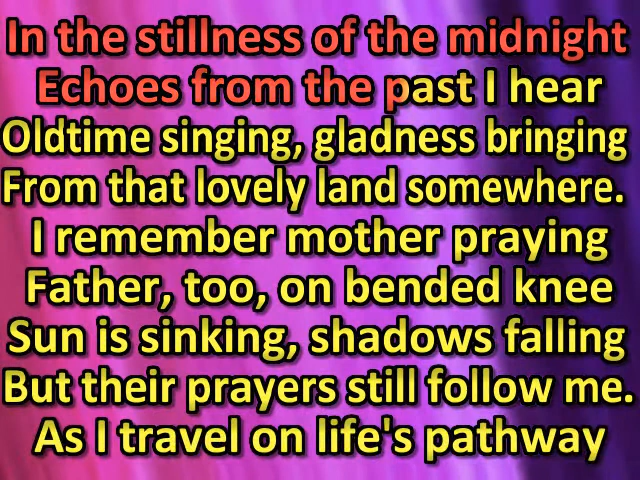 In the stillness of the midnight
Echoes from the past I hear
Oldtime singing, gladness bringing
From that lovely land somewhere.
I remember mother praying
Father, too, on bended knee
Sun is sinking, shadows falling
But their prayers still follow me.
As I travel on life's pathway